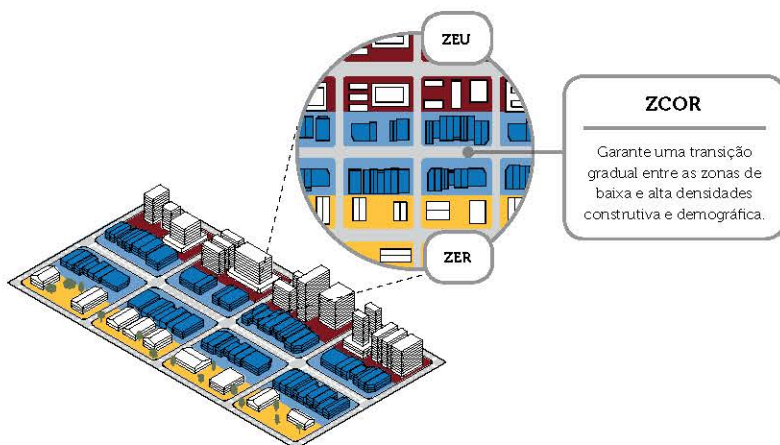 ZEU
ZCOR
Garante uma transição
gradual entre as zonas de
baixa e alta densidades
construtiva e demográfica.
ZER